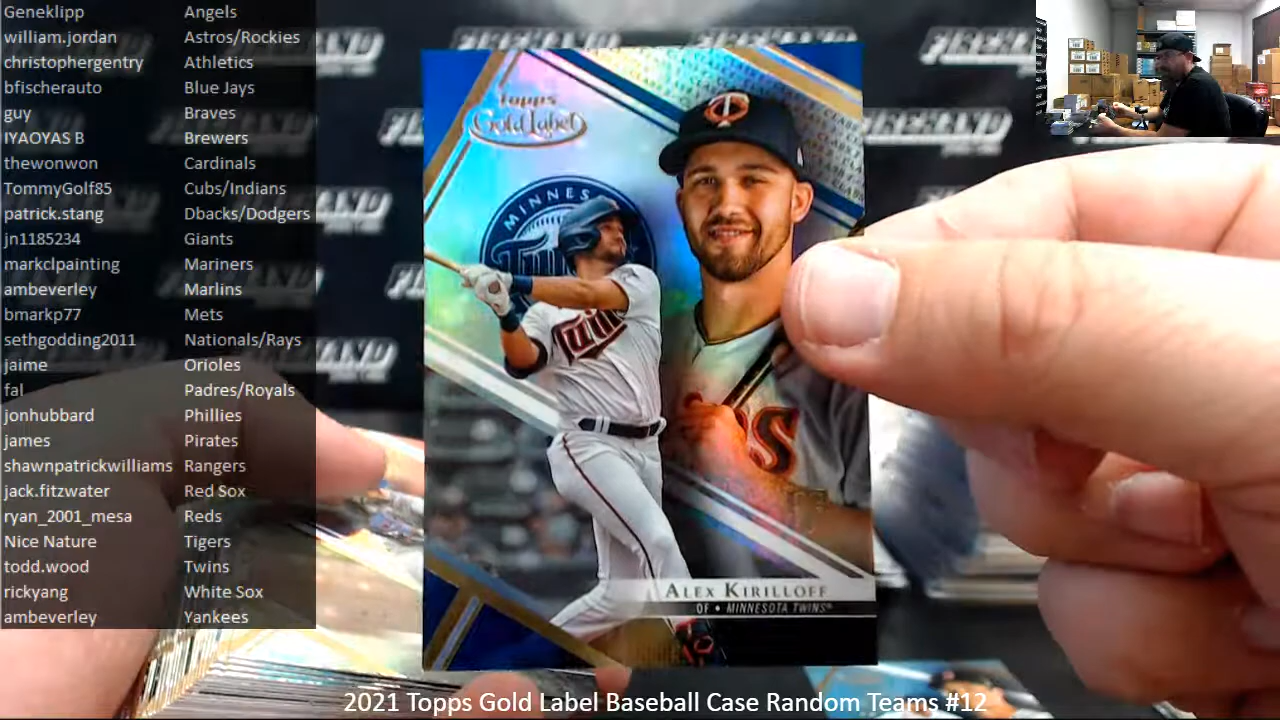 Geneklipp Angels
william.jordan Astros/Rockies
christophergentry Athletics
bfischerauto Blue Jays
guy Braves
IYAOYAS B Brewers
thewonwon Cardinals
TommyGolf85 Cubs/Indians
patrick.stang Dbacks/Dodgers
jn1185234 Giants
markclpainting Mariners
ambeverley Marlins
bmarkp77 Mets
sethgodding2011 Nationals/Rays
jaime Orioles
fal Padres/Royals
jonhubbard Phillies
james Pirates
shawnpatrickwilliams Rangers
jack.fitzwater Red Sox
ryan_2001_mesa Reds
Nice Nature Tigers
todd.wood Twins
rickyang White Sox
ambeverley Yankees
Topps
Gold Label
MINNES
Twins
ALEX KIRILLOFF
OF • MINNESOTA TWINS
2021 Topps Gold Label Baseball Case Random Teams #12